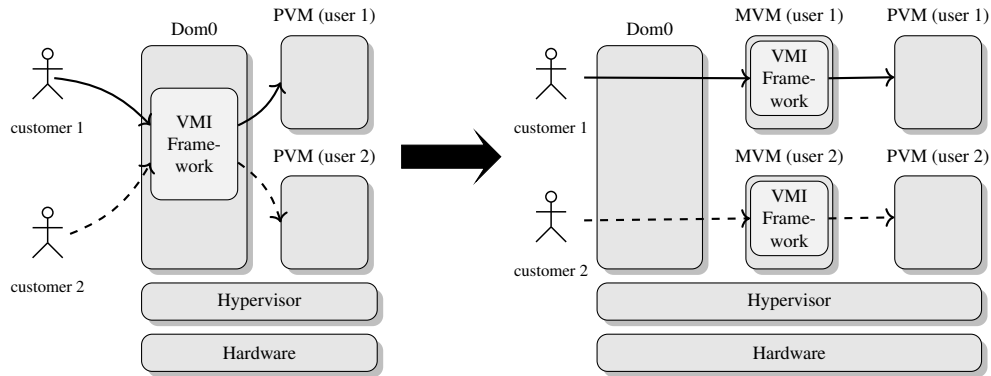 PVM (user 1)
Dom0
customer 1
VMI
Frame-
work
PVM (user 2)
customer 2
Hypervisor
Hardware
MVM (user 1)
PVM (user 1)
Dom0
VMI
Frame-
work
customer 1
MVM (user 2)
PVM (user 2)
VMI
Frame-
work
customer 2
Hypervisor
Hardware